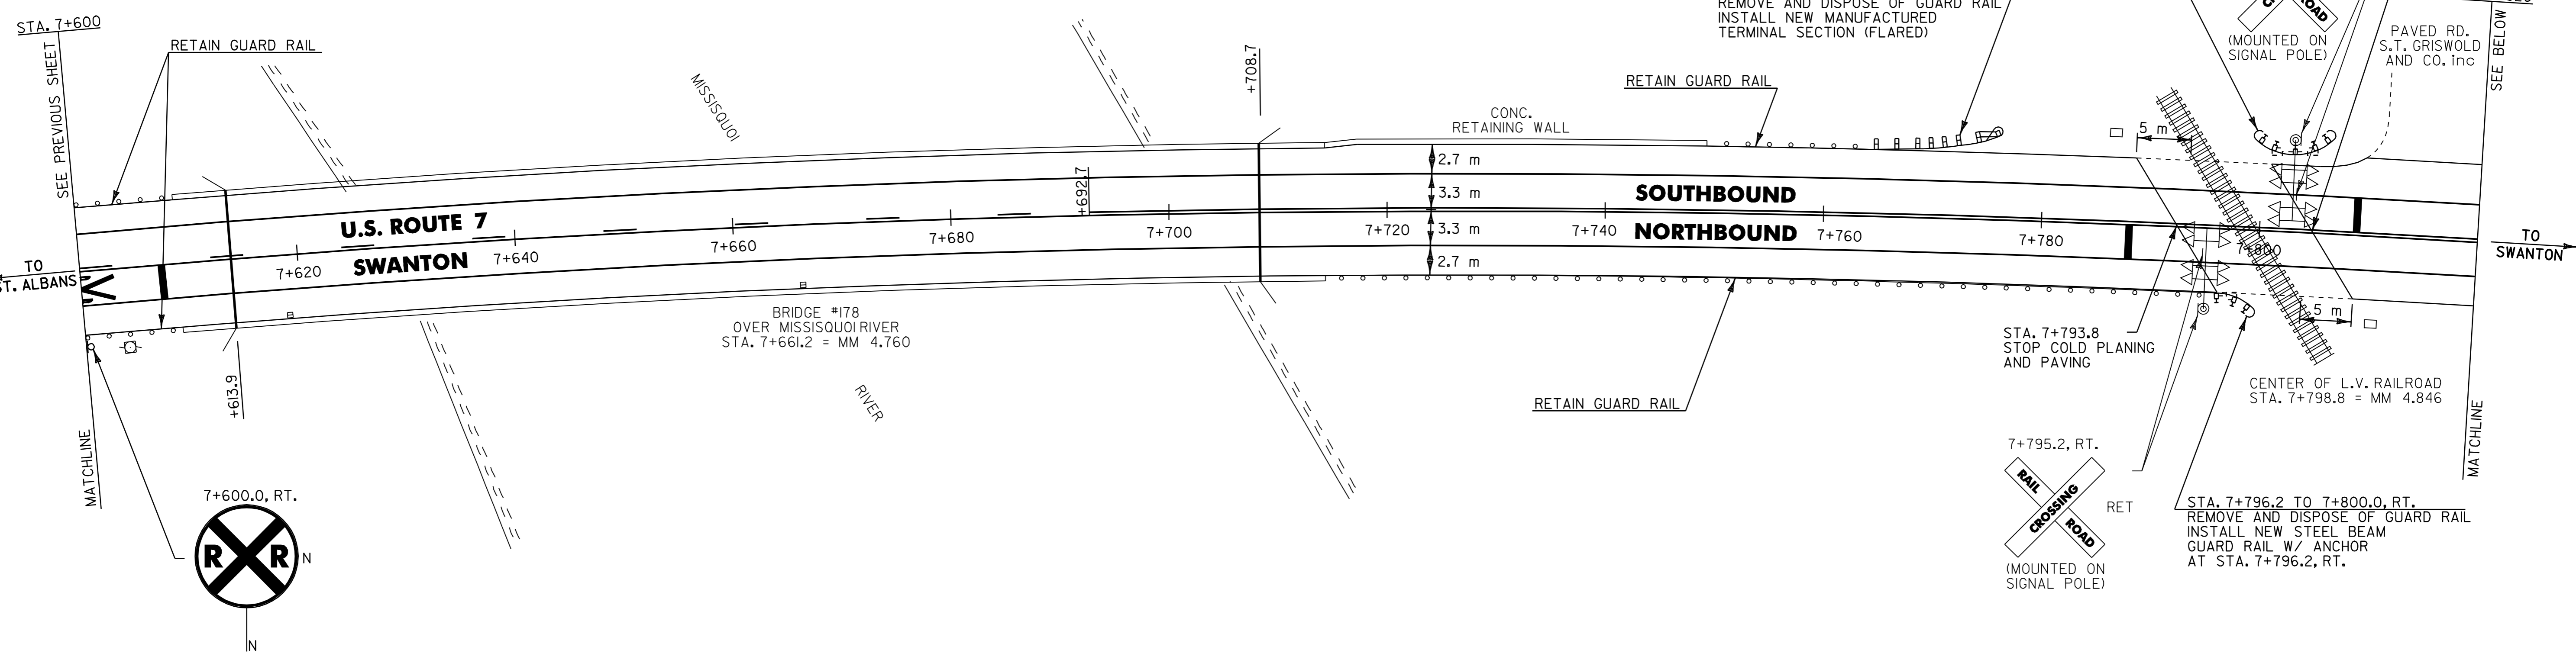 STA. 7+600
SEE PREVIOUS SHEET
RETAIN GUARD RAIL
MISSISQUOI
+708.7
REMOVE AND DISPOSE OF GUARD RAIL
INSTALL NEW MANUFACTURED
TERMINAL SECTION (FLARED)
RETAIN GUARD RAIL
CONC.
RETAINING WALL
ROAD
(MOUNTED ON
SIGNAL POLE)
PAVED RD.
S.T. GRISWOLD
AND CO. inc
SEE BELOW
5 m
2.7 m
3.3 m
3.3 m
2.7 m
+692.7
SOUTHBOUND
NORTHBOUND
U.S. ROUTE 7
SWANTON
7+620
7+640
7+660
7+680
7+700
7+720
7+740
7+760
7+780
7+800
TO
ST. ALBANS
TO
SWANTON
BRIDGE #178
OVER MISSISQUOI RIVER
STA. 7+661.2 = MM 4.760
+613.9
RIVER
RETAIN GUARD RAIL
STA. 7+793.8
STOP COLD PLANING
AND PAVING
5 m
CENTER OF L.V. RAILROAD
STA. 7+798.8 = MM 4.846
MATCHLINE
MATCHLINE
7+600.0, RT.
R R
N
N
7+795.2, RT.
RAIL
CROSSING
ROAD
RET
(MOUNTED ON
SIGNAL POLE)
STA. 7+796.2 TO 7+800.0, RT.
REMOVE AND DISPOSE OF GUARD RAIL
INSTALL NEW STEEL BEAM
GUARD RAIL W/ ANCHOR
AT STA. 7+796.2, RT.